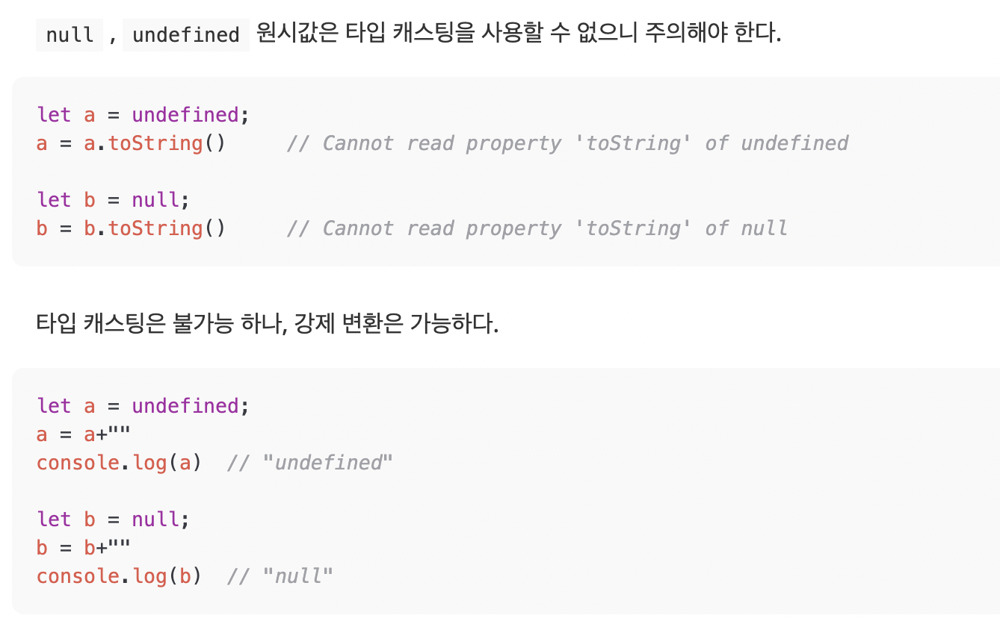 null , undefined 원시값은 타입 캐스팅을 사용할 수 없으니 주의해야 한다.
let a = undefined;
a = a.toString()     // Cannot read property 'toString' of undefined
let b = null;
b = b.toString()     // Cannot read property 'toString' of null
타입 캐스팅은 불가능 하나, 강제 변환은 가능하다.
let a = undefined;
a = a+""
console.log(a)  // "undefined"
let b = null;
b = b+""
console.log(b)  // "null"